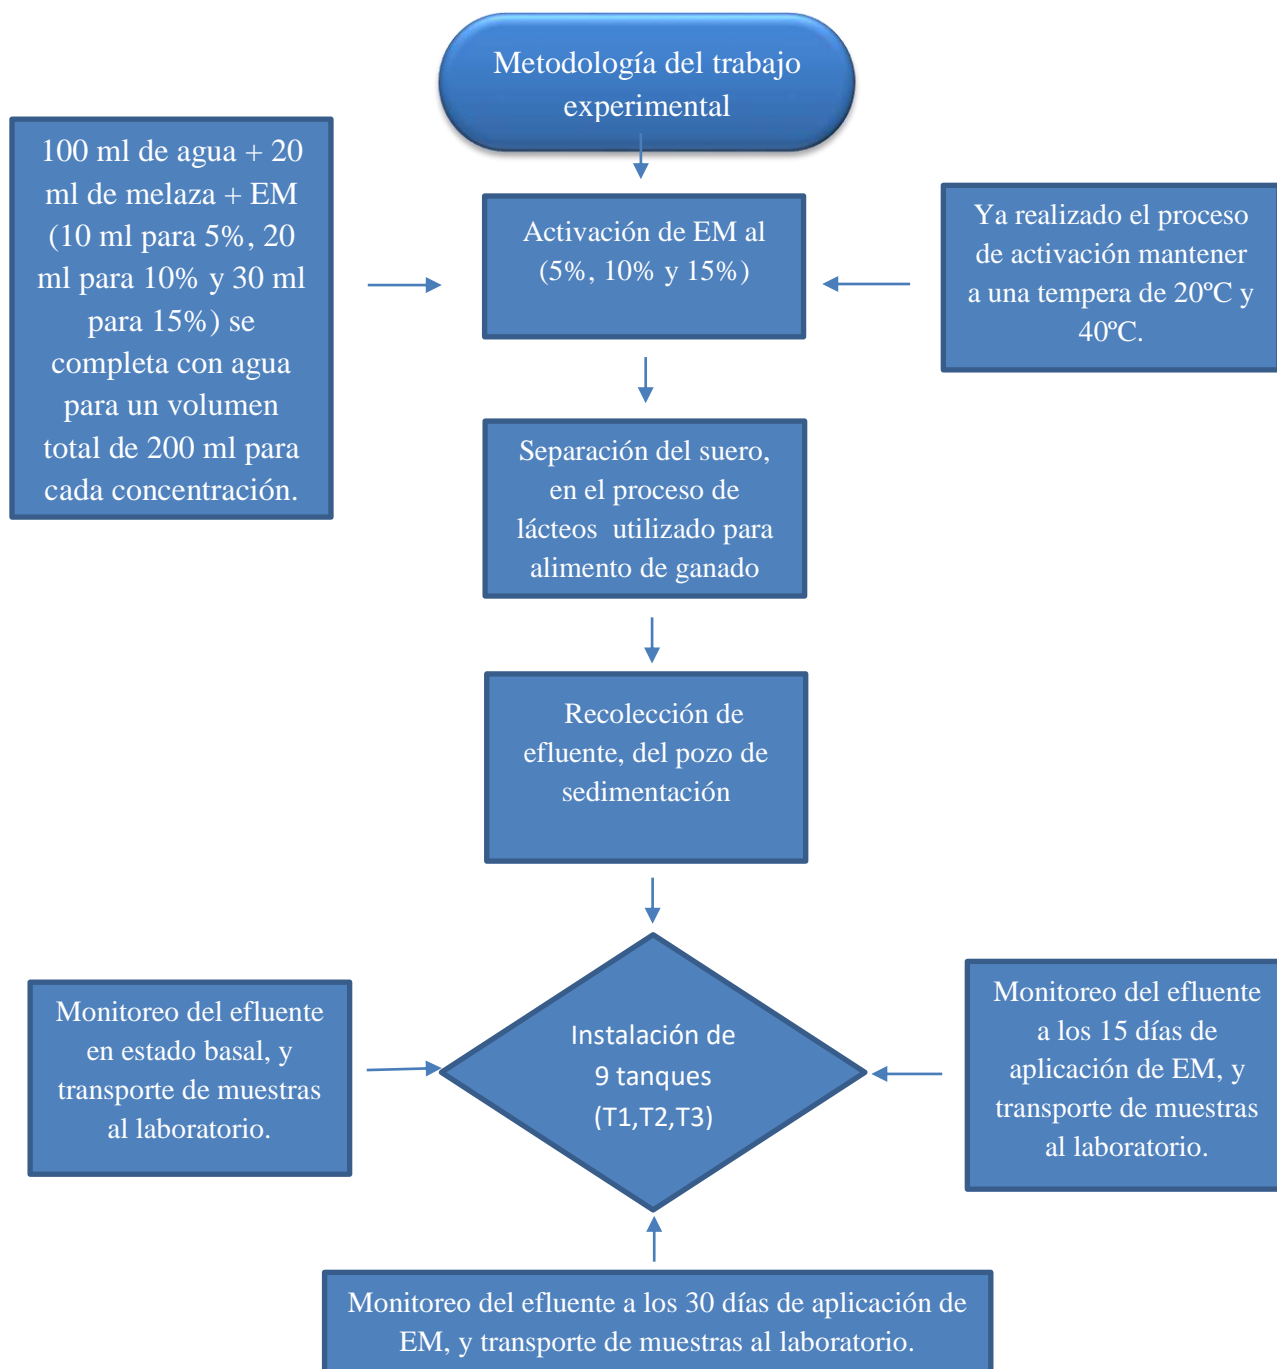 Metodología del trabajo
experimental
100 ml de agua + 20
ml de melaza + EM
(10 ml para 5%, 20
ml para 10% y 30 ml
para 15%) se
completa con agua
para un volumen
total de 200 ml para
cada concentración.
Activación de EM al
(5%, 10% y 15%)
Ya realizado el proceso
de activación mantener
a una tempera de 20ºC y
40ºC.
Separación del suero,
en el proceso de
lácteos utilizado para
alimento de ganado
Recolección de
efluente, del pozo de
sedimentación
Monitoreo del efluente
en estado basal, y
transporte de muestras
al laboratorio.
Instalación de
9 tanques
(T1,T2,T3)
Monitoreo del efluente
a los 15 días de
aplicación de EM, y
transporte de muestras
al laboratorio.
Monitoreo del efluente a los 30 días de aplicación de
EM, y transporte de muestras al laboratorio.